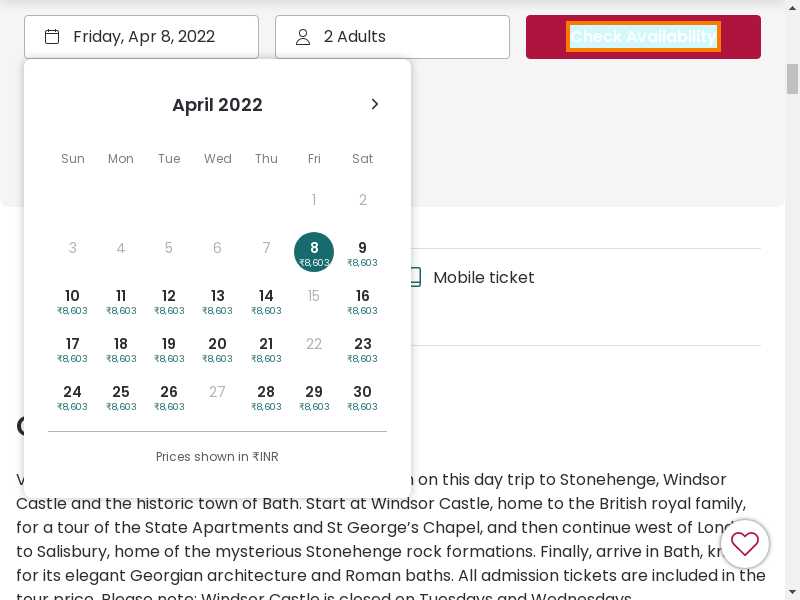 Friday, Apr 8, 2022
2 Adults
Check Availability
April 2022
Sun Mon Tue Wed Thu Fri Sat
1 2
3 4 5 6 7 8 9
₹8,603 ₹8,603
10 11 12 13 14 15 16
₹8,603 ₹8,603 ₹8,603 ₹8,603 ₹8,603 ₹8,603
17 18 19 20 21 22 23
₹8,603 ₹8,603 ₹8,603 ₹8,603 ₹8,603 ₹8,603
24 25 26 27 28 29 30
₹8,603 ₹8,603 ₹8,603 ₹8,603 ₹8,603 ₹8,603
Prices shown in ₹INR
Mobile ticket
on this day trip to Stonehenge, Windsor
Castle and the historic town of Bath. Start at Windsor Castle, home to the British royal family,
for a tour of the State Apartments and St George’s Chapel, and then continue west of
to Salisbury, home of the mysterious Stonehenge rock formations. Finally, arrive in Bath,
for its elegant Georgian architecture and Roman baths. All admission tickets are included in the
tour price. Please note: Windsor Castle is closed on Tuesdays and Wednesdays.